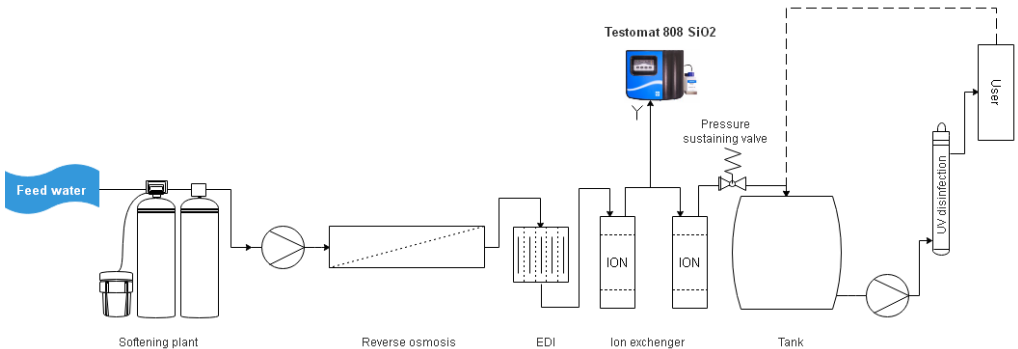 Testomat 808 SiO2
Pressure
sustaining valve
User
Feed water
UV disinfection
ION
ION
Softening plant
Reverse osmosis
EDI
Ion exchenger
Tank